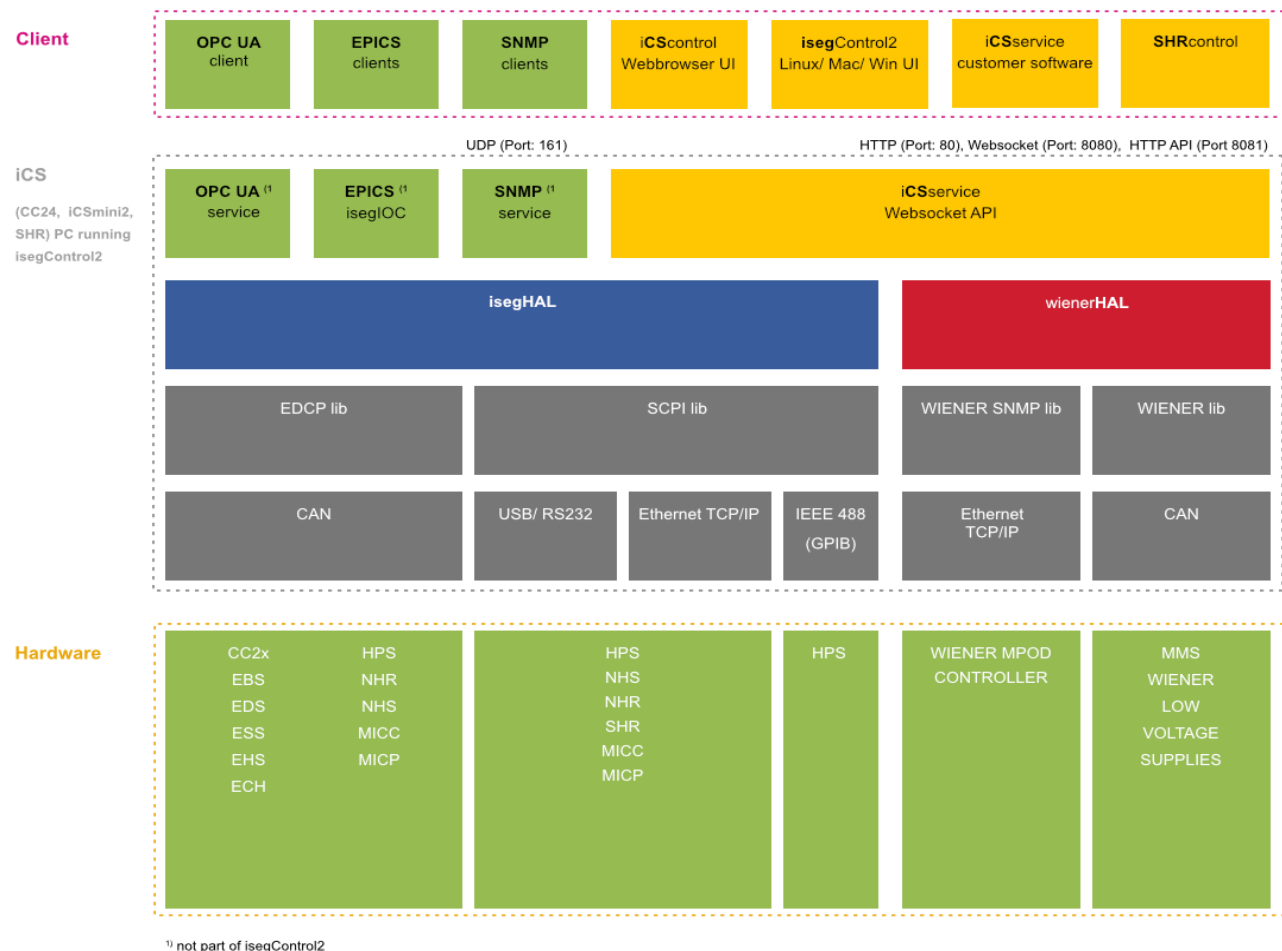 Client
OPC UA
client
EPICS
clients
SNMP
clients
iCScontrol
Webbrowser UI
isegControl2
Linux/ Mac/ Win UI
iCSservice
customer software
SHRcontrol
UDP (Port: 161)
HTTP (Port: 80), Websocket (Port: 8080), HTTP API (Port 8081)
iCS
(CC24, iCSmini2,
SHR) PC running
isegControl2
OPC UA (1
service
EPICS (1
isegIOC
SNMP (1
service
iCSservice
Websocket API
isegHAL
wienerHAL
EDCP lib
SCPI lib
WIENER SNMP lib
WIENER lib
CAN
USB/ RS232
Ethernet TCP/IP
IEEE 488
(GPIB)
Ethernet
TCP/IP
CAN
Hardware
CC2x
EBS
EDS
ESS
EHS
ECH
HPS
NHR
NHS
MICC
MICP
HPS
NHS
NHR
SHR
MICC
MICP
HPS
WIENER MPOD
CONTROLLER
MMS
WIENER
LOW
VOLTAGE
SUPPLIES
1) not part of isegControl2